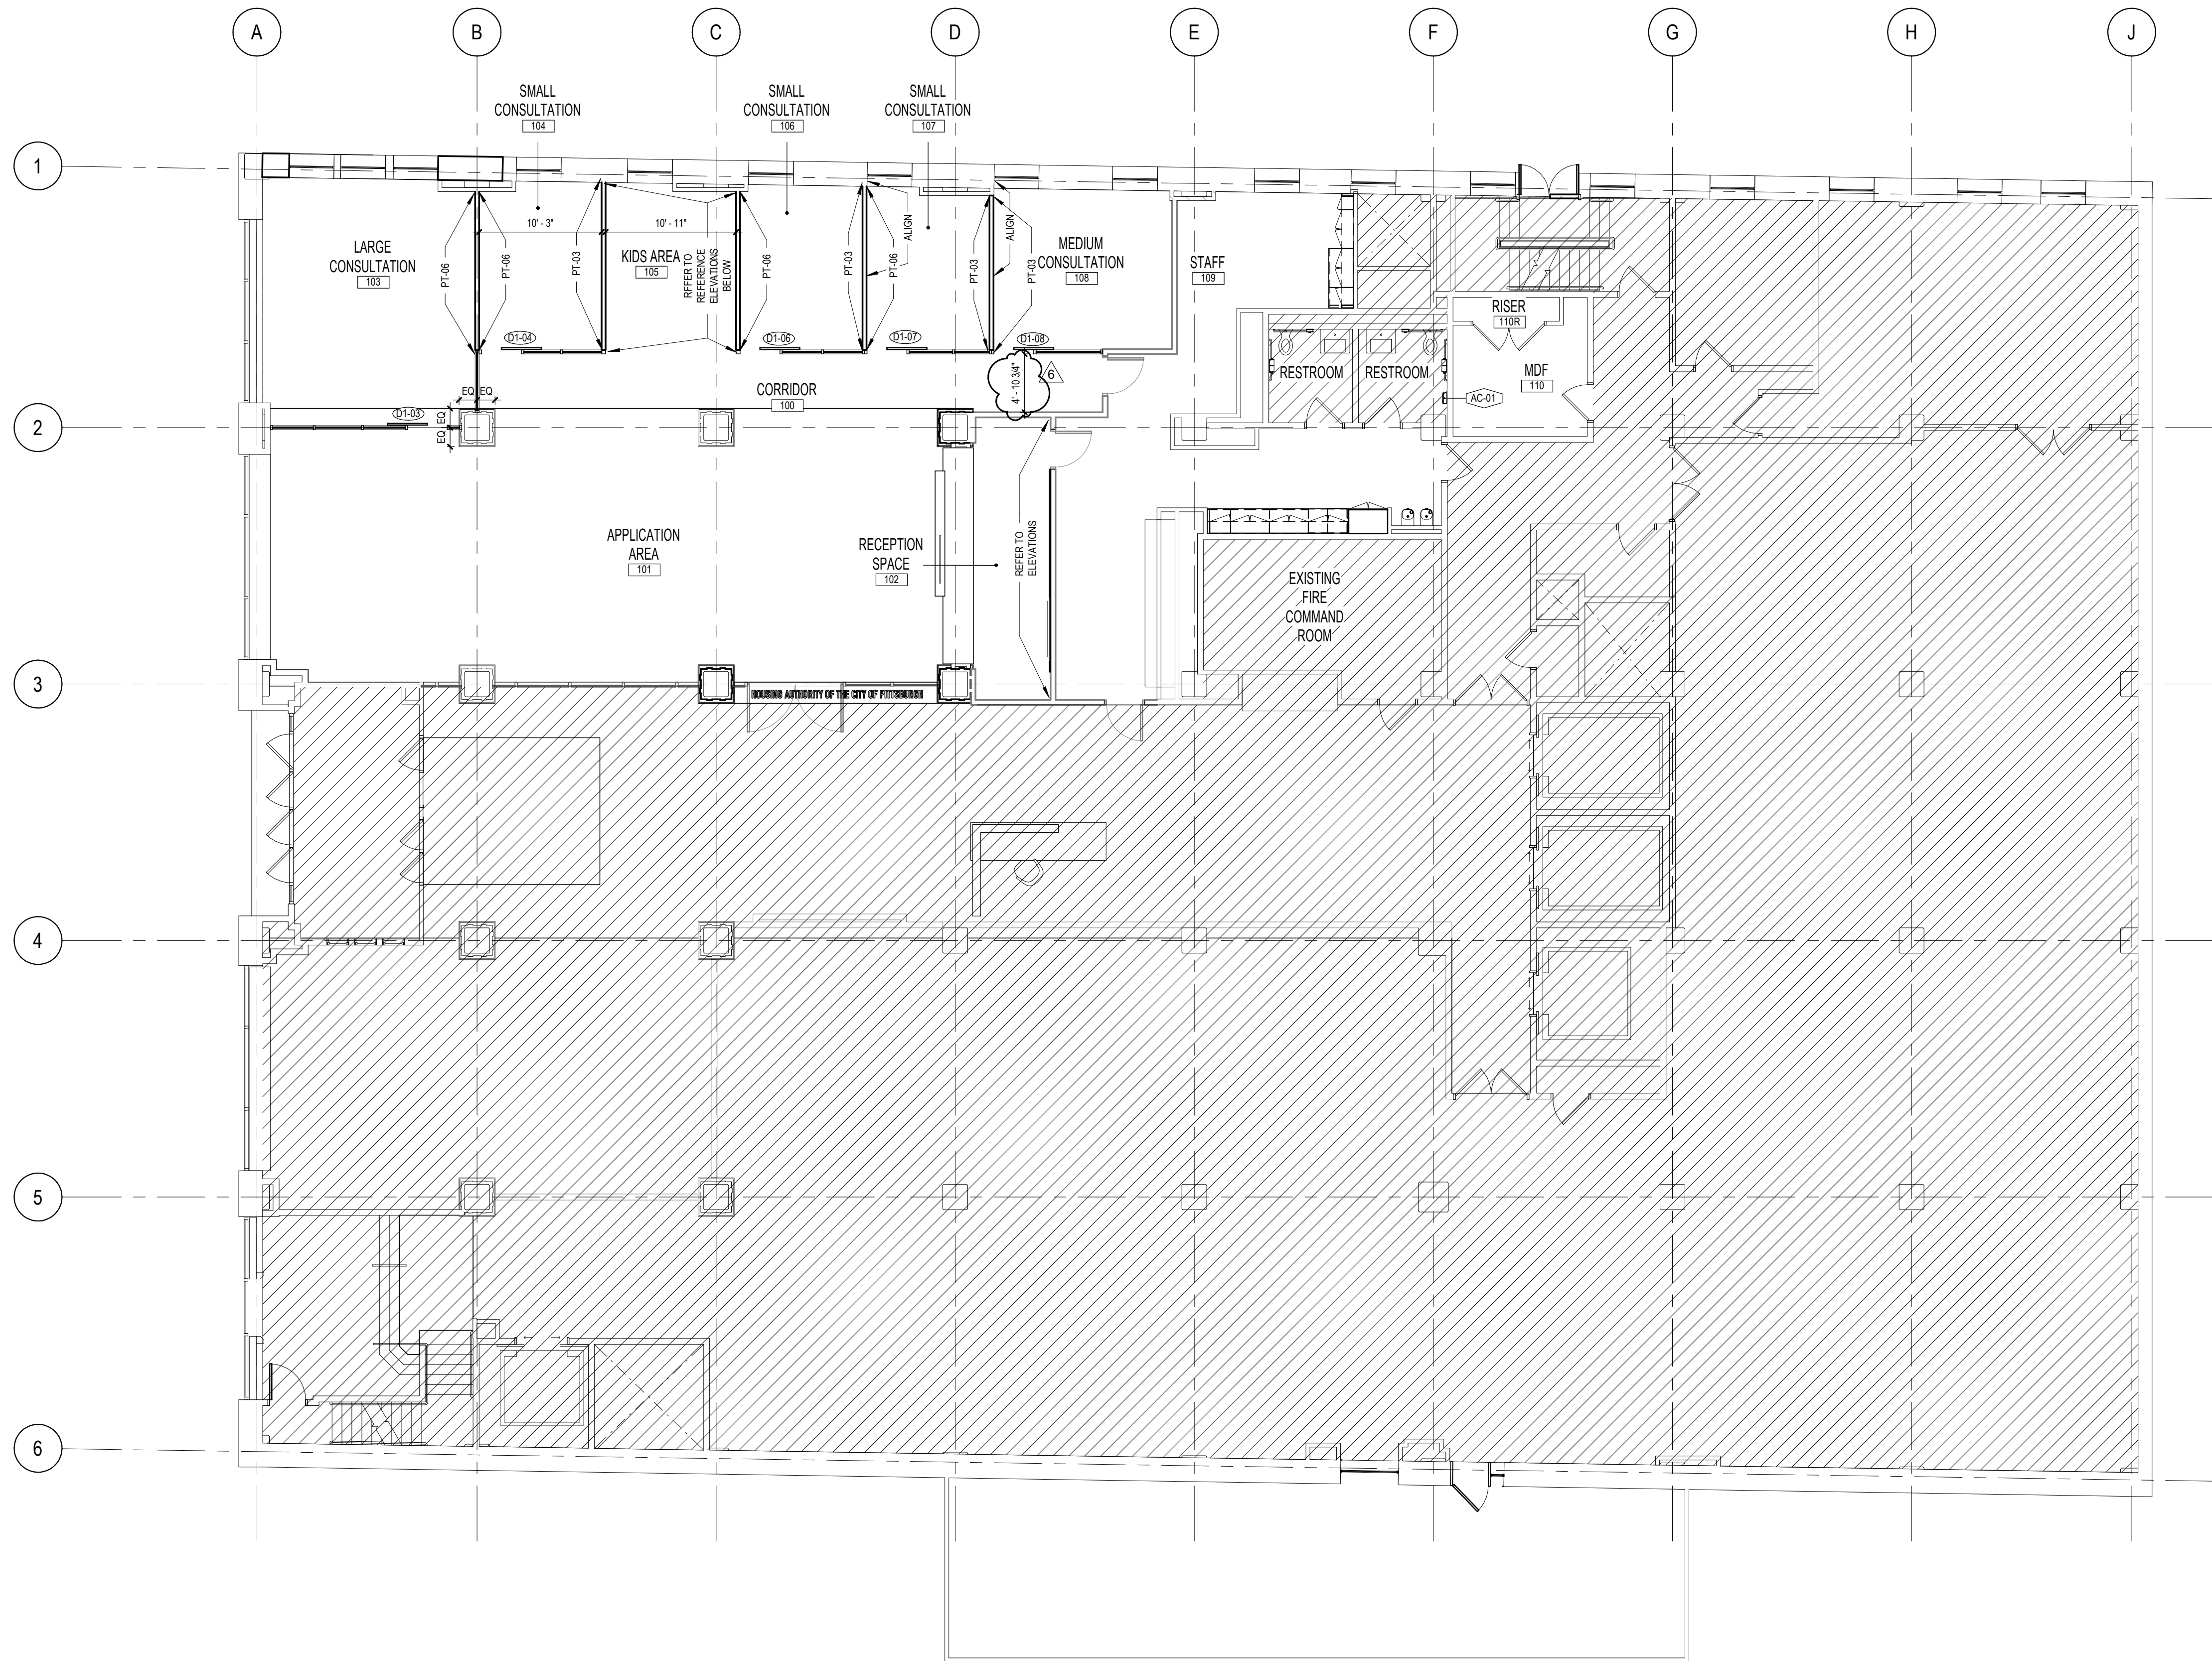 A
B
C
D
E
F
G
H
J
SMALL
CONSULTATION
104
SMALL
CONSULTATION
106
SMALL
CONSULTATION
107
1
10' - 3"
10' - 11"
LARGE
CONSULTATION
103
PT-06
PT-06
PT-03
KIDS AREA
105
RFFER TO
REFERENCE
ELEVATIONS
BELOW
PT-06
PT-03
PT-06
ALIGN
PT-03
ALIGN
PT-03
MEDIUM
CONSULTATION
108
STAFF
109
RISER
110R
D1-04
D1-06
D1-07
D1-08
4' - 10 3/4"
6
RESTROOM
RESTROOM
MDF
110
AC-01
CORRIDOR
100
EQ
EQ
D1-03
EQ
EQ
2
APPLICATION
AREA
101
RECEPTION
SPACE
102
REFER TO
ELEVATIONS
EXISTING
FIRE
COMMAND
ROOM
3
HOUSING AUTHORITY OF THE CITY OF PITTSBURGH
4
5
6